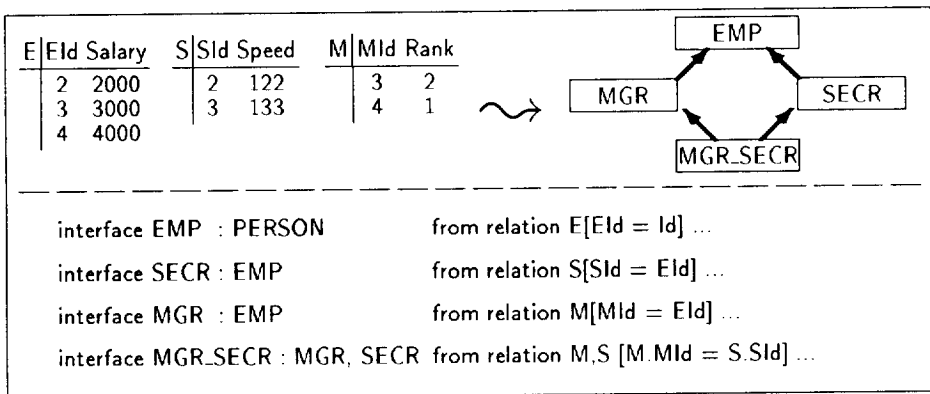 E EId Salary
2 2000
3 3000
4 4000
S SId Speed
2 122
3 133
M MId Rank
3 2
4 1
EMP
MGR
SECR
MGR_SECR
interface EMP : PERSON from relation E[EId = Id] ...
interface SECR : EMP from relation S[SId = EId] ...
interface MGR : EMP from relation M[MId = EId] ...
interface MGR_SECR : MGR, SECR from relation M,S [M.MId = S.SId] ...